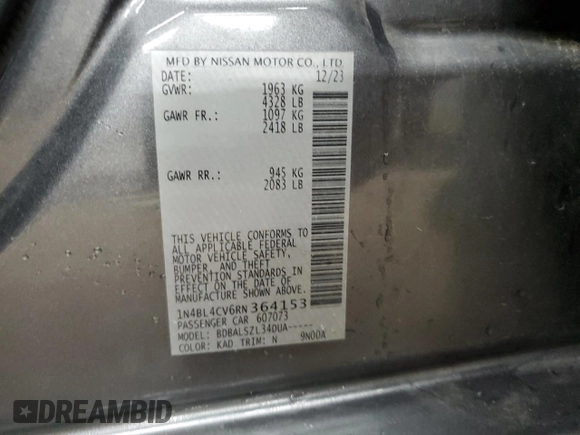 MFD BY NISSAN MOTOR CO., LTD.
DATE: 12/23
GVWR: 1963 KG
4328 LB
GAWR FR.: 1097 KG
2418 LB
GAWR RR.: 945 KG
2083 LB
THIS VEHICLE CONFORMS TO
ALL APPLICABLE FEDERAL
MOTOR VEHICLE SAFETY,
BUMPER, AND THEFT
PREVENTION STANDARDS IN
EFFECT ON THE DATE OF
MANUFACTURE SHOWN ABOVE.
1N4BL4CV6RN364153
PASSENGER CAR 607073
MODEL: BDBALSZL34DUA-----
COLOR: KAD TRIM: N 9N00A
DREAMBID